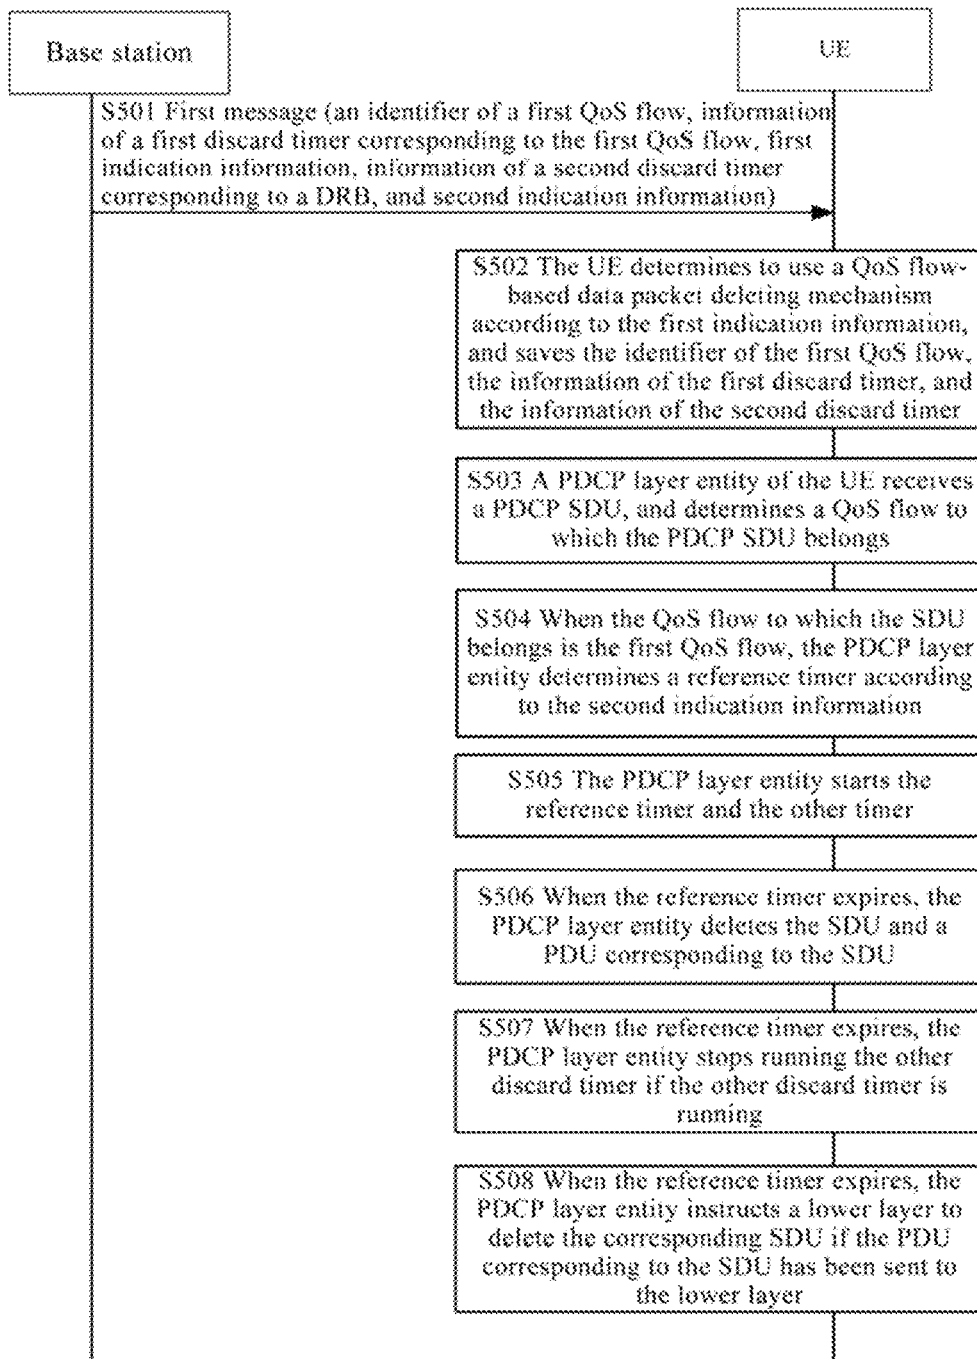 Base station
UE
S501 First message (an identifier of a first QoS flow, information
of a first discard timer corresponding to the first QoS flow, first
indication information, information of a second discard timer
corresponding to a DRB, and second indication information)
S502 The UE determines to use a QoS flow-
based data packet deleting mechanism
according to the first indication information,
and saves the identifier of the first QoS flow,
the information of the first discard timer, and
the information of the second discard timer
S503 A PDCP layer entity of the UE receives
a PDCP SDU, and determines a QoS flow to
which the PDCP SDU belongs
S504 When the QoS flow to which the SDU
belongs is the first QoS flow, the PDCP layer
entity determines a reference timer according
to the second indication information
S505 The PDCP layer entity starts the
reference timer and the other timer
S506 When the reference timer expires, the
PDCP layer entity deletes the SDU and a
PDU corresponding to the SDU
S507 When the reference timer expires, the
PDCP layer entity stops running the other
discard timer if the other discard timer is
running
S508 When the reference timer expires, the
PDCP layer entity instructs a lower layer to
delete the corresponding SDU if the PDU
corresponding to the SDU has been sent to
the lower layer